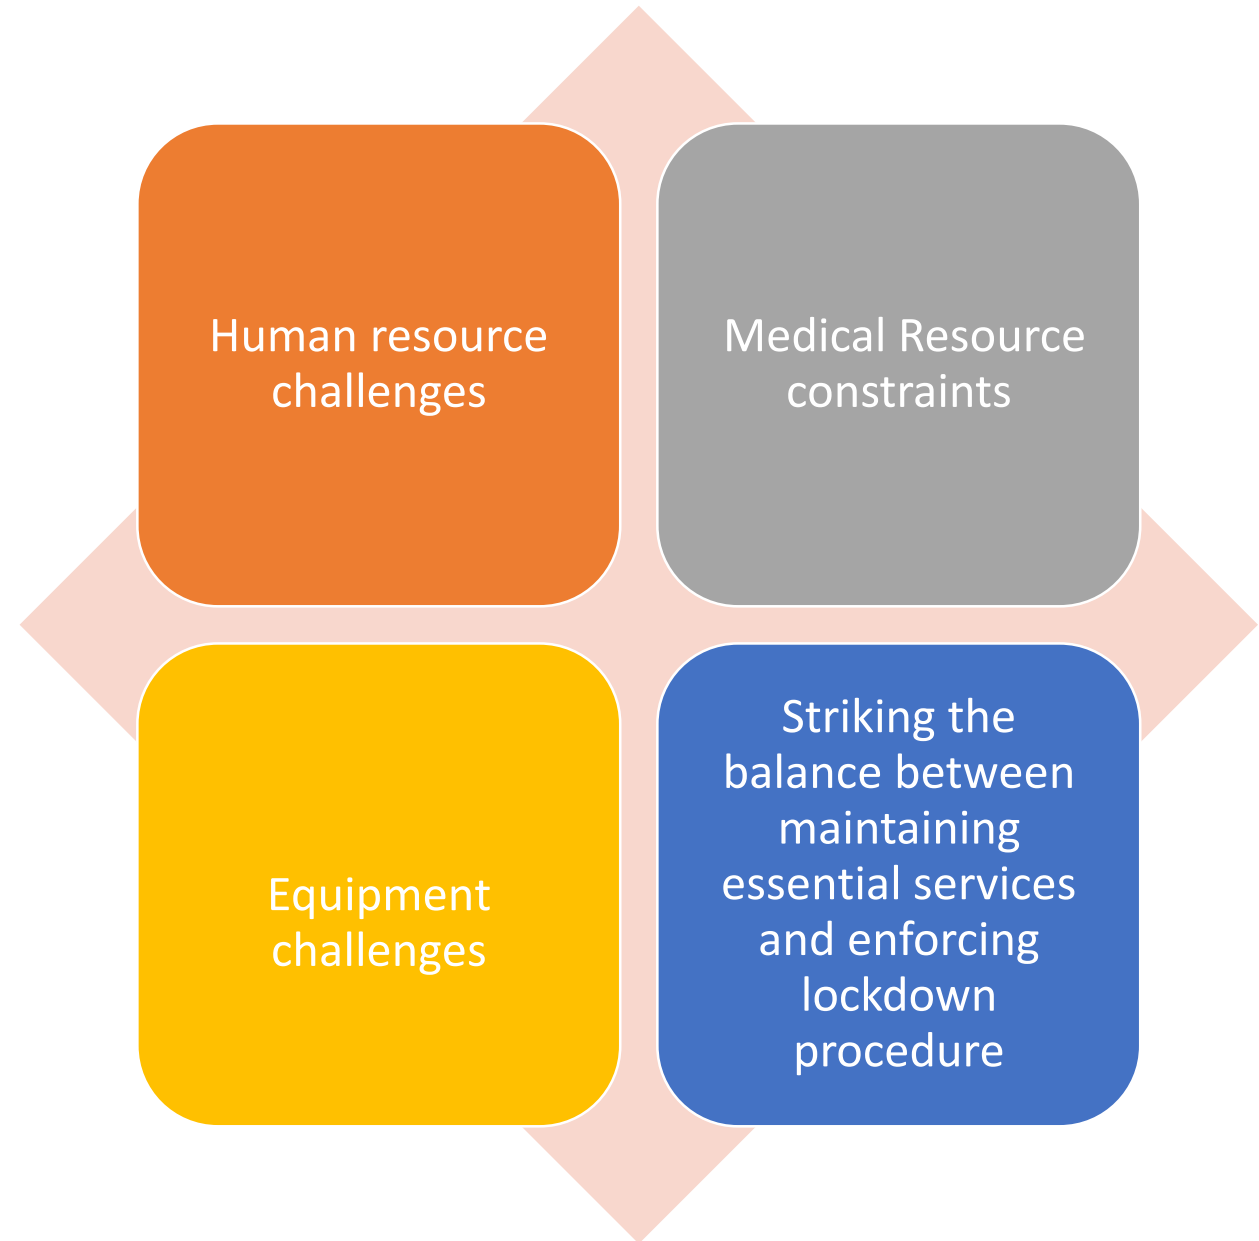 Human resource
challenges
Medical Resource
constraints
Equipment
challenges
Striking the
balance between
maintaining
essential services
and enforcing
lockdown
procedure